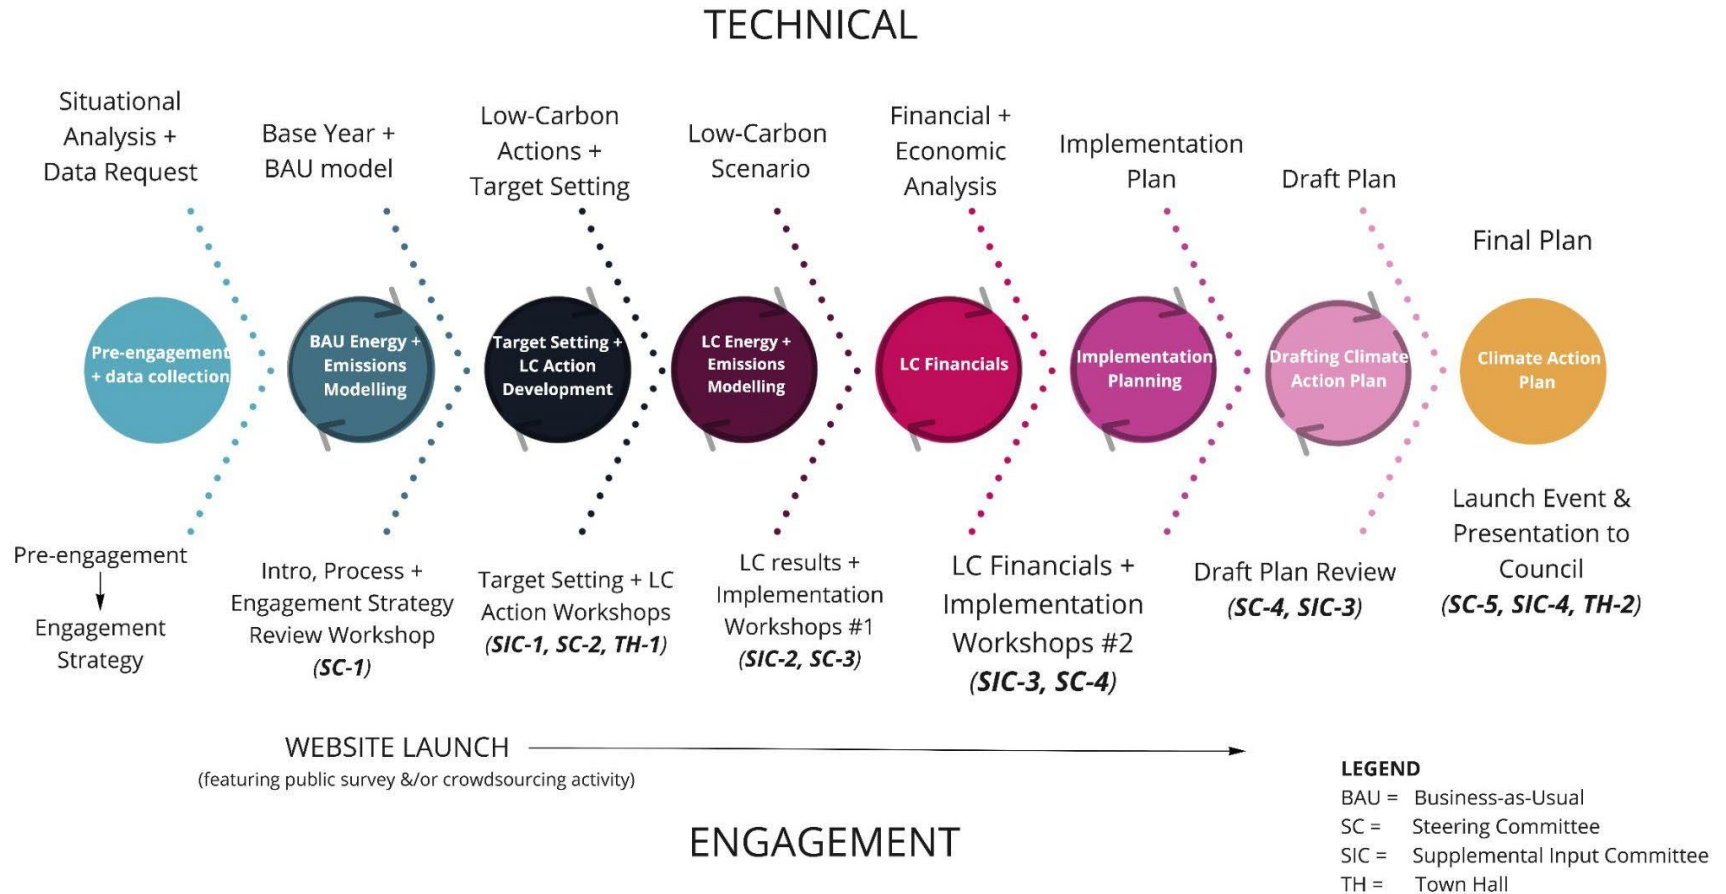 TECHNICAL
Situational
Analysis +
Data Request
Base Year +
BAU model
Low-Carbon
Actions +
Target Setting
Low-Carbon
Scenario
Financial +
Economic
Analysis
Implementation
Plan
Draft Plan
Final Plan
Pre-engagement
+ data collection
BAU Energy +
Emissions
Modelling
Target Setting +
LC Action
Development
LC Energy +
Emissions
Modelling
LC Financials
Implementation
Planning
Drafting Climate
Action Plan
Climate Action
Plan
Pre-engagement
Engagement
Strategy
Intro, Process +
Engagement Strategy
Review Workshop
(SC-1)
Target Setting + LC
Action Workshops
(SIC-1, SC-2, TH-1)
LC results +
Implementation
Workshops #1
(SIC-2, SC-3)
LC Financials +
Implementation
Workshops #2
(SIC-3, SC-4)
Draft Plan Review
(SC-4, SIC-3)
Launch Event &
Presentation to
Council
(SC-5, SIC-4, TH-2)
WEBSITE LAUNCH
(featuring public survey &/or crowdsourcing activity)
ENGAGEMENT
LEGEND
BAU = Business-as-Usual
SC = Steering Committee
SIC = Supplemental Input Committee
TH = Town Hall